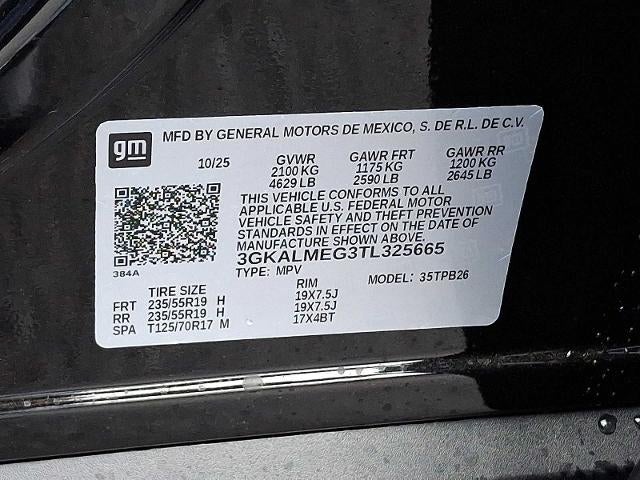 gm MFD BY GENERAL MOTORS DE MEXICO, S. DE R.L. DE C.V.
10/25 GVWR GAWR FRT GAWR RR
2100 KG 1175 KG 1200 KG
4629 LB 2590 LB 2645 LB
THIS VEHICLE CONFORMS TO ALL
APPLICABLE U.S. FEDERAL MOTOR
VEHICLE SAFETY AND THEFT PREVENTION
STANDARDS IN EFFECT ON THE DATE OF
MANUFACTURE SHOWN ABOVE.
3GKALMEG3TL325665
384A
TYPE: MPV MODEL: 35TPB26
TIRE SIZE RIM
FRT 235/55R19 H 19X7.5J
RR 235/55R19 H 19X7.5J
SPA T125/70R17 M 17X4BT